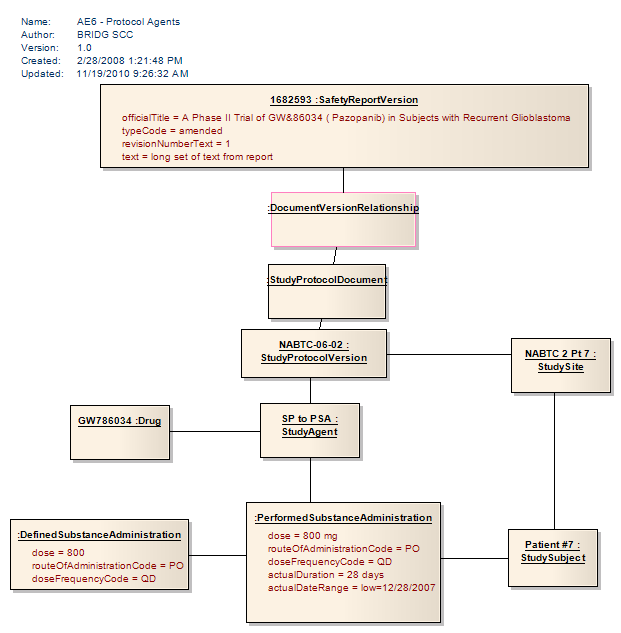 Name: AE6 - Protocol Agents
Author: BRIDG SCC
Version: 1.0
Created: 2/28/2008 1:21:48 PM
Updated: 11/19/2010 9:26:32 AM
1682593 :SafetyReportVersion
officialTitle = A Phase II Trial of GW&86034 ( Pazopanib) in Subjects with Recurrent Glioblastoma
typeCode = amended
revisionNumberText = 1
text = long set of text from report
:DocumentVersionRelationship
:StudyProtocolDocument
NABTC-06-02 :
StudyProtocolVersion
NABTC 2 Pt 7 :
StudySite
GW786034 :Drug
SP to PSA :
StudyAgent
:DefinedSubstanceAdministration
dose = 800
routeOfAdministrationCode = PO
doseFrequencyCode = QD
:PerformedSubstanceAdministration
dose = 800 mg
routeOfAdministrationCode = PO
doseFrequencyCode = QD
actualDuration = 28 days
actualDateRange = low=12/28/2007
Patient #7 :
StudySubject